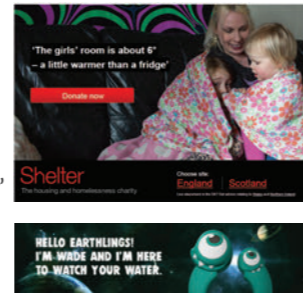 'The girls' room is about 6°
– a little warmer than a fridge'
Donate now
,
Shelter
The housing and homelessness charity
Choose site:
England Scotland
HELLO EARTHLINGS!
I'M WADE AND I'M HERE
TO WATCH YOUR WATER.